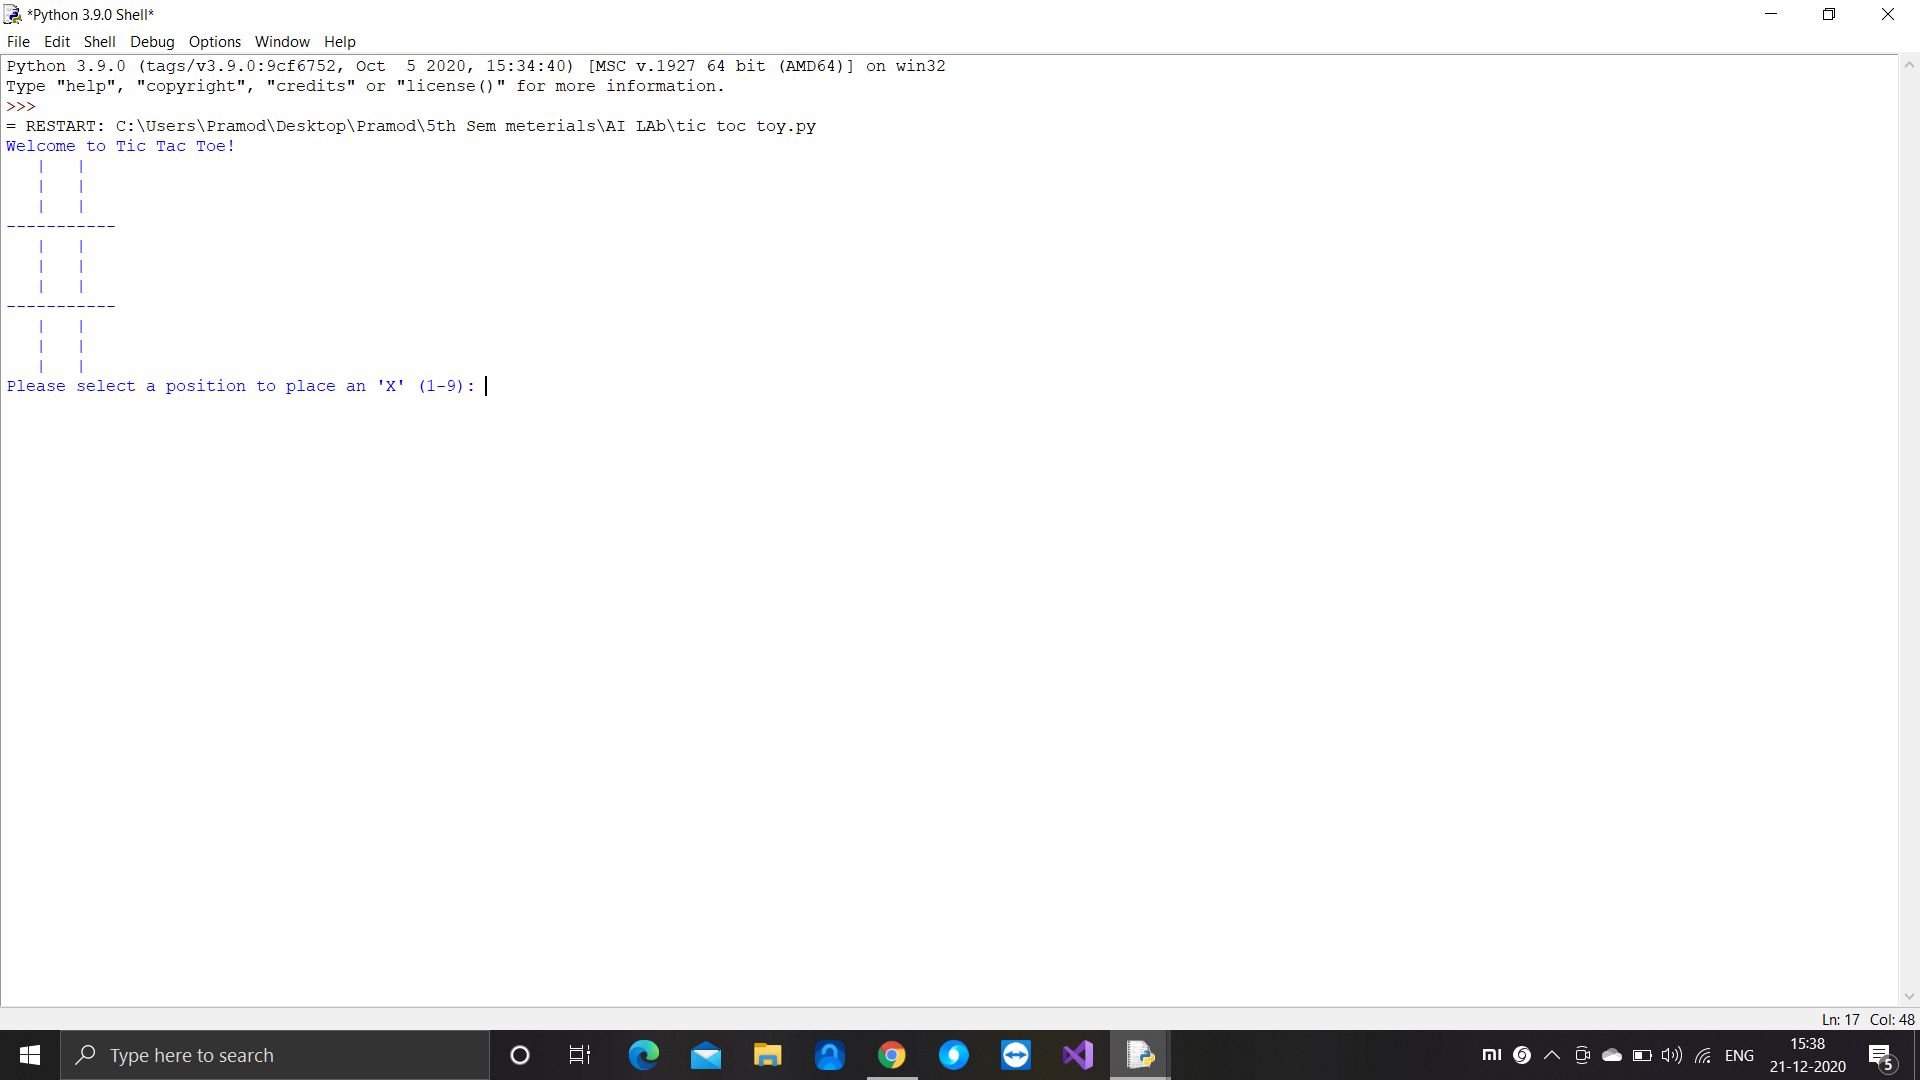 *Python 3.9.0 Shell*
File Edit Shell Debug Options Window Help
Python 3.9.0 (tags/v3.9.0:9cf6752, Oct  5 2020, 15:34:40) [MSC v.1927 64 bit (AMD64)] on win32
Type "help", "copyright", "credits" or "license()" for more information.
>>>
= RESTART: C:\Users\Pramod\Desktop\Pramod\5th Sem meterials\AI LAb\tic toc toy.py
Welcome to Tic Tac Toe!
   |   |
   |   |
   |   |
-----------
   |   |
   |   |
   |   |
-----------
   |   |
   |   |
   |   |
Please select a position to place an 'X' (1-9):
Ln: 17 Col: 48
Type here to search
mi
ENG
15:38
21-12-2020
5